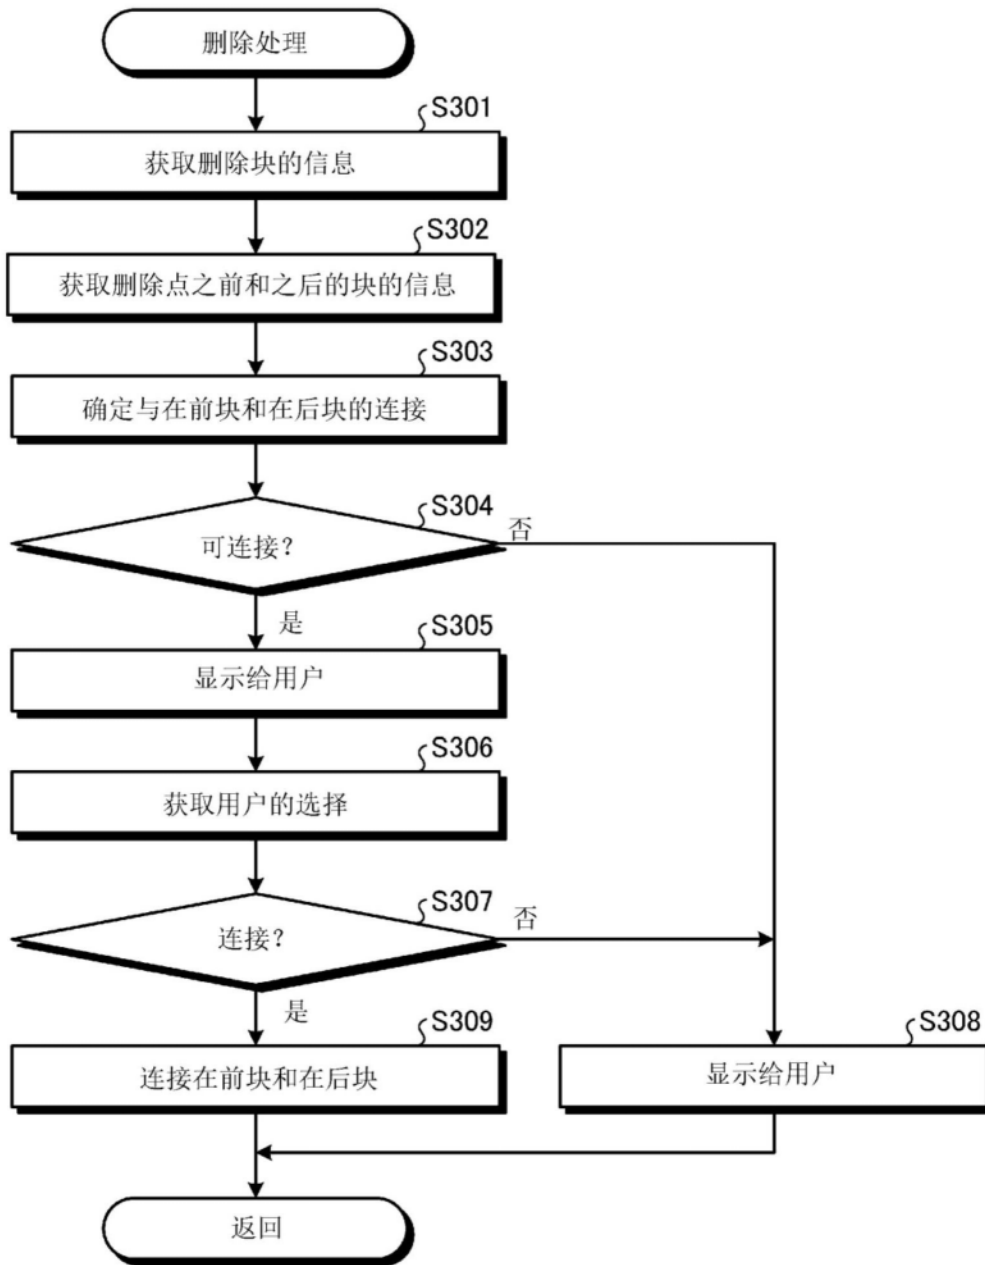 删除处理
S301
获取删除块的信息
S302
获取删除点之前和之后的块的信息
S303
确定与在前块和在后块的连接
S304
可连接?
否
是
S305
显示给用户
S306
获取用户的选择
S307
连接?
否
是
S309
连接在前块和在后块
S308
显示给用户
返回